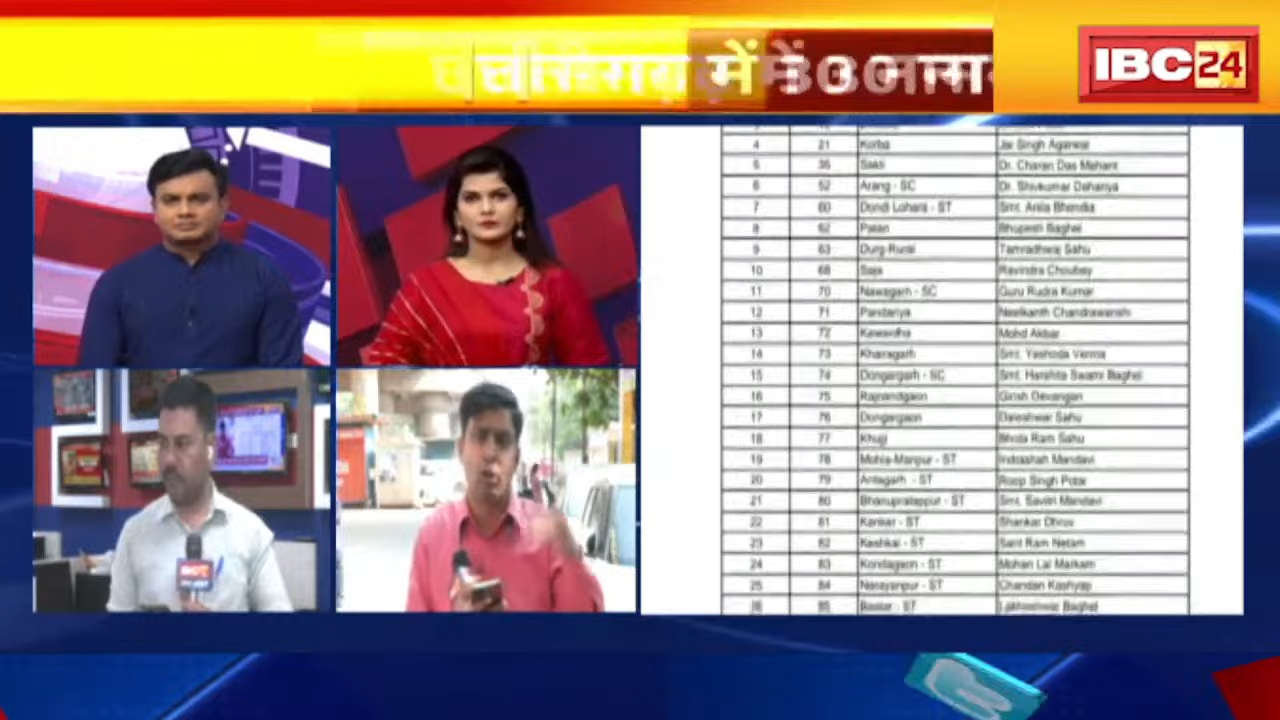 छत्तीसगढ़ में
IBC24
4 21 Korba Jai Singh Agarwal
5 35 Sakti Dr. Charan Das Mahant
6 52 Arang - SC Dr. Shivkumar Dahariya
7 60 Dondi Lohara - ST Smt. Anila Bhendia
8 62 Patan Bhupesh Baghel
9 63 Durg Rural Tamradhwaj Sahu
10 68 Saja Ravindra Choubey
11 70 Nawagarh - SC Guru Rudra Kumar
12 71 Pandariya Neelkanth Chandrawanshi
13 72 Kawardha Mohd Akbar
14 73 Khairagarh Smt. Yashoda Verma
15 74 Dongargarh - SC Smt. Harshita Swami Baghel
16 75 Rajnandgaon Girish Devangan
17 76 Dongargaon Daleshwar Sahu
18 77 Khujji Bhola Ram Sahu
19 78 Mohla-Manpur - ST Indrashah Mandavi
20 79 Antagarh - ST Roop Singh Potai
21 80 Bhanupratappur - ST Smt. Savitri Mandavi
22 81 Kanker - ST Shankar Dhruv
23 82 Keshkal - ST Sant Ram Netam
24 83 Kondagaon - ST Mohan Lal Markam
25 84 Narayanpur - ST Chandan Kashyap
26 85 Bastar - ST Lakheshwar Baghel